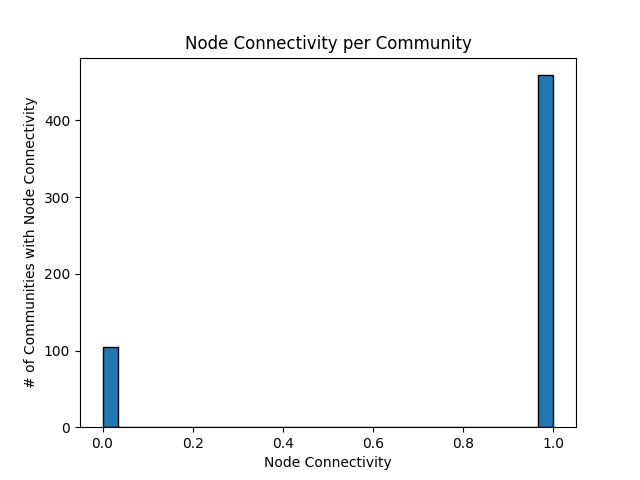 Node Connectivity per Community
# of Communities with Node Connectivity
400
300
200
100
0
0.0 0.2 0.4 0.6 0.8 1.0
Node Connectivity